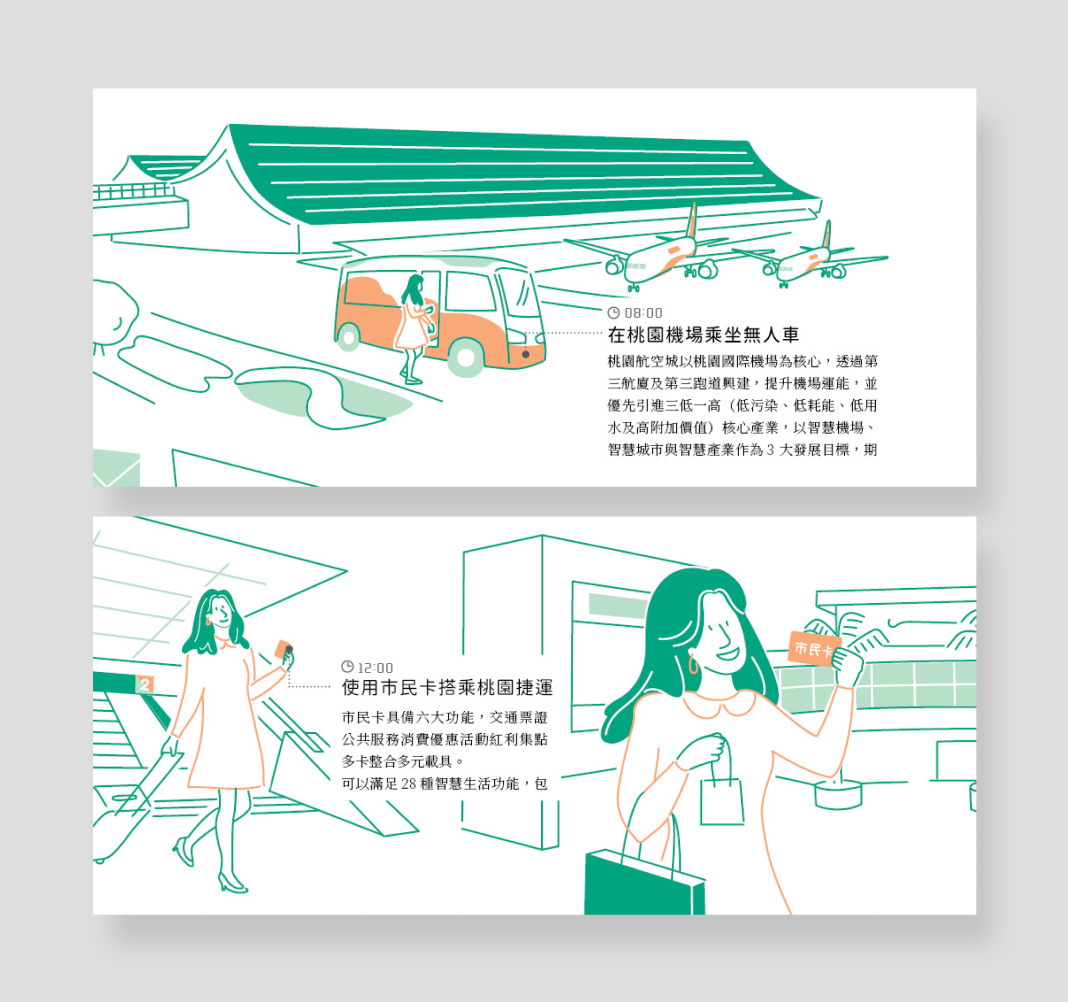 08:00
在桃園機場乘坐無人車
桃園航空城以桃園國際機場為核心，透過第
三航廈及第三跑道興建，提升機場運能，並
優先引進三低一高（低污染、低耗能、低用
水及高附加價值）核心產業，以智慧機場、
智慧城市與智慧產業作為 3 大發展目標，期
2
12:00
使用市民卡搭乘桃園捷運
市民卡具備六大功能，交通票證
公共服務消費優惠活動紅利集點
多卡整合多元載具。
可以滿足 28 種智慧生活功能，包
市民卡